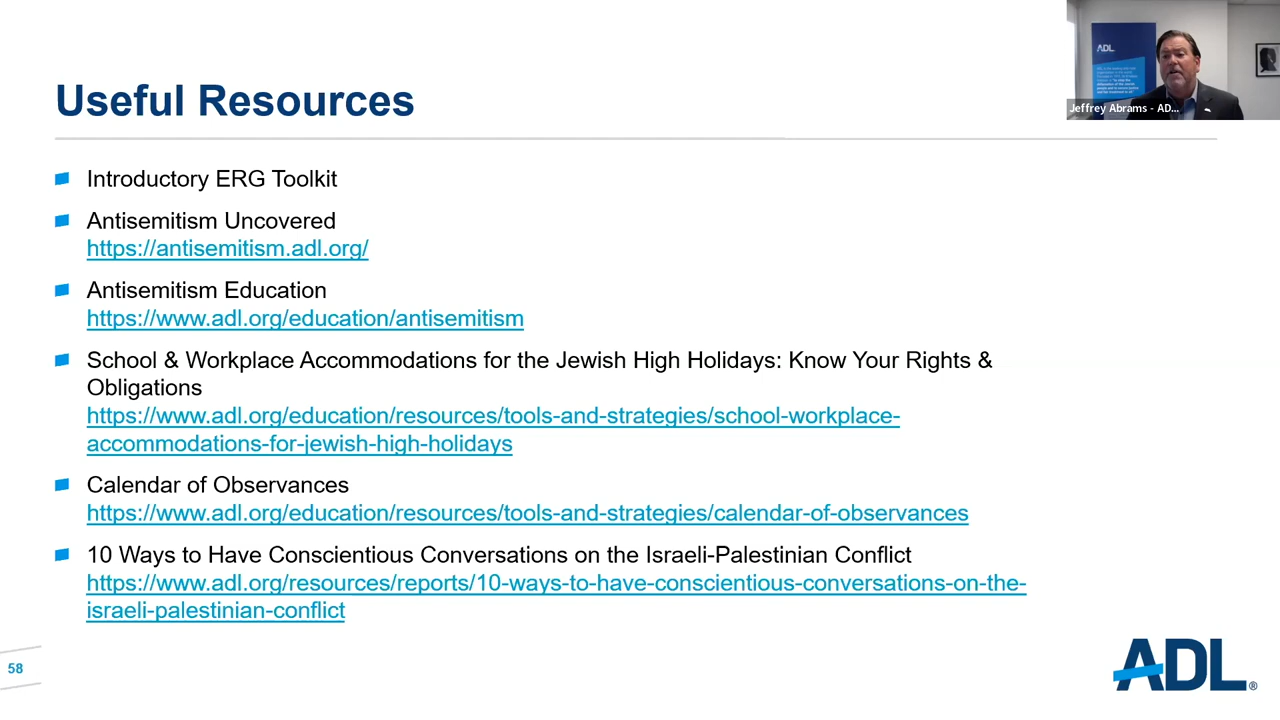 ADL
Jeffrey Abrams - AD...
Useful Resources
Introductory ERG Toolkit
Antisemitism Uncovered
https://antisemitism.adl.org/
Antisemitism Education
https://www.adl.org/education/antisemitism
School & Workplace Accommodations for the Jewish High Holidays: Know Your Rights &
Obligations
https://www.adl.org/education/resources/tools-and-strategies/school-workplace-
accommodations-for-jewish-high-holidays
Calendar of Observances
https://www.adl.org/education/resources/tools-and-strategies/calendar-of-observances
10 Ways to Have Conscientious Conversations on the Israeli-Palestinian Conflict
https://www.adl.org/resources/reports/10-ways-to-have-conscientious-conversations-on-the-
israeli-palestinian-conflict
58
ADL®